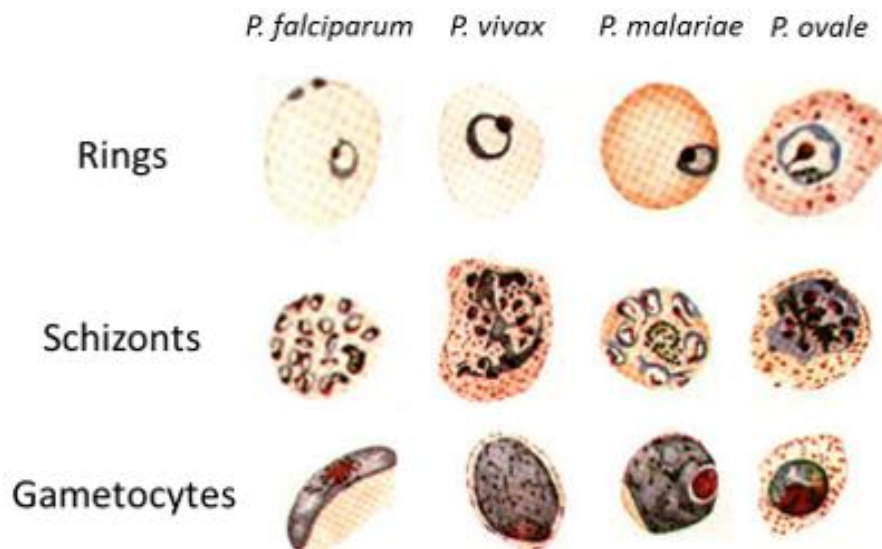 P. falciparum P. vivax P. malariae P. ovale
Rings
Schizonts
Gametocytes